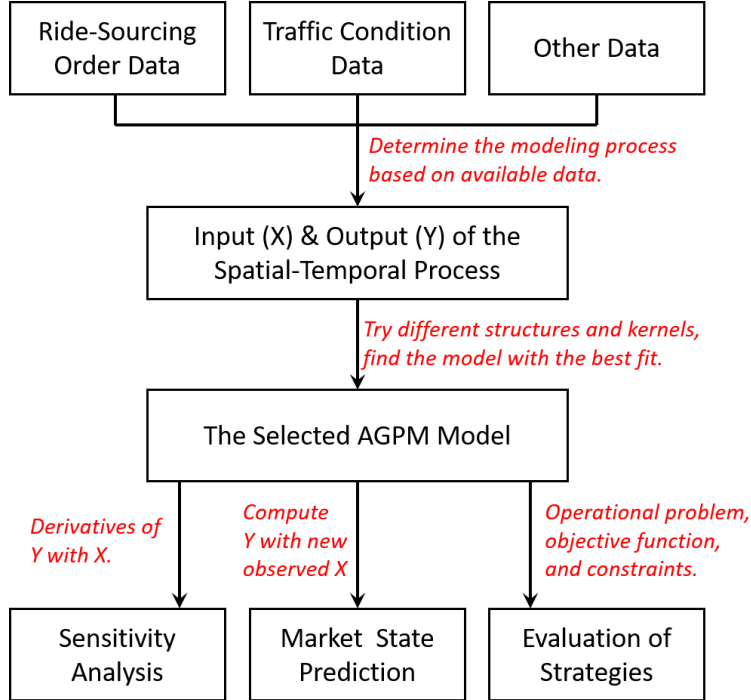 Ride-Sourcing
Order Data
Traffic Condition
Data
Other Data
Determine the modeling process
based on available data.
Input (X) & Output (Y) of the
Spatial-Temporal Process
Try different structures and kernels,
find the model with the best fit.
The Selected AGPM Model
Derivatives of
Y with X.
Compute
Y with new
observed X
Operational problem,
objective function,
and constraints.
Sensitivity
Analysis
Market State
Prediction
Evaluation of
Strategies